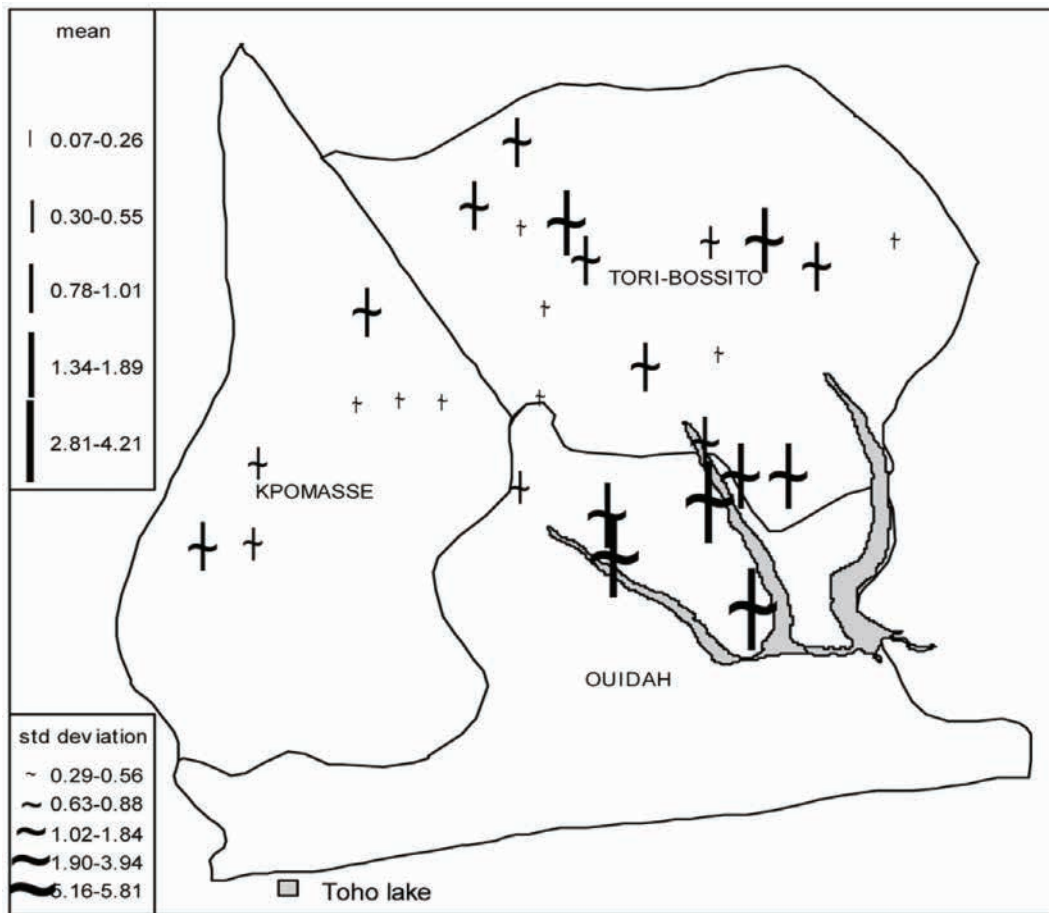 mean
0.07-0.26
0.30-0.55
0.78-1.01
1.34-1.89
2.81-4.21
TORI-BOSSITO
KPOMASSE
OUIDAH
std deviation
0.29-0.56
0.63-0.88
1.02-1.84
1.90-3.94
5.16-5.81
Toho lake